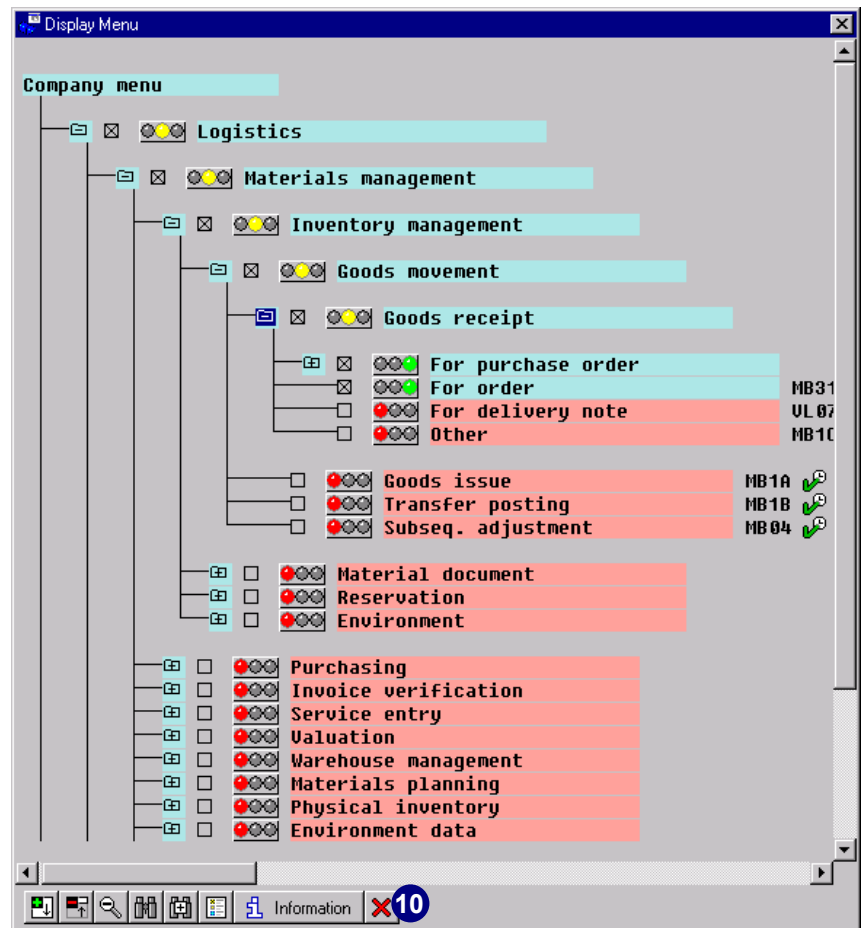 Display Menu
Company menu
Logistics
Materials management
Inventory management
Goods movement
Goods receipt
For purchase order
For order MB31
For delivery note VL07
Other
Goods issue MB1A
Transfer posting MB1B
Subseq. adjustment MB04
Material document
Reservation
Environment
Purchasing
Invoice verification
Service entry
Valuation
Warehouse management
Materials planning
Physical inventory
Environment data
Information 10